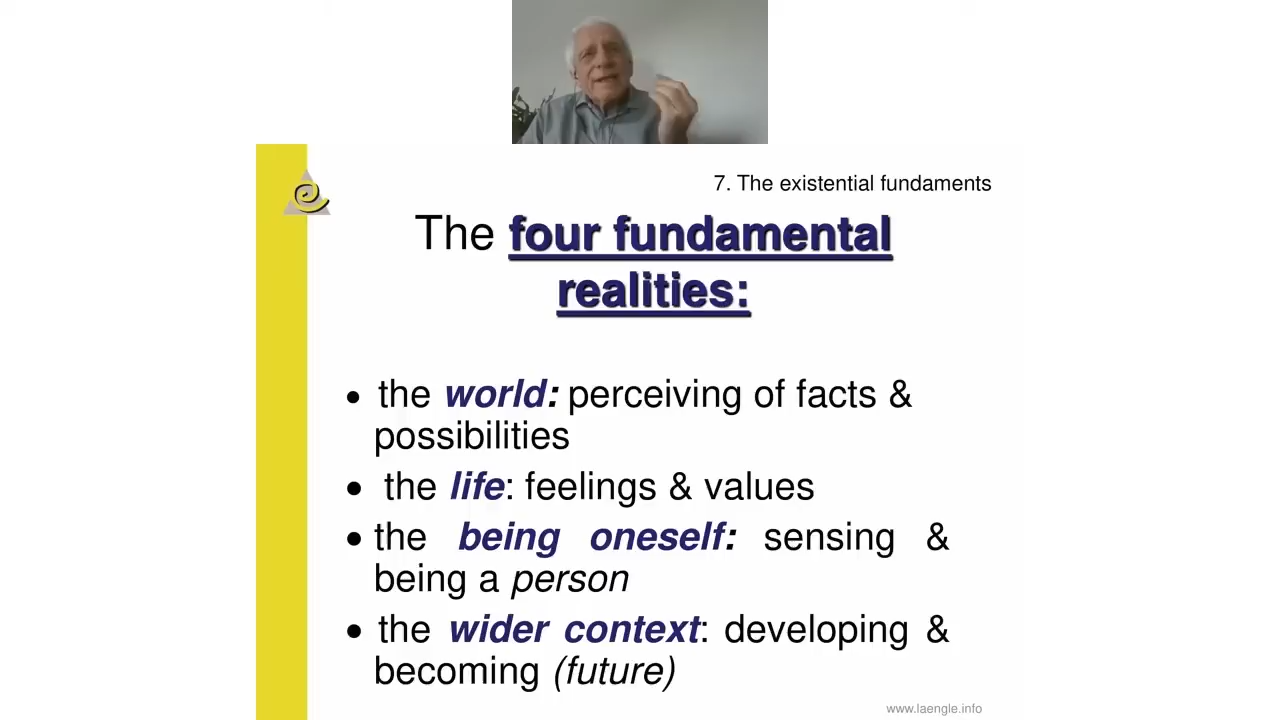 7. The existential fundaments
The four fundamental
realities:
• the world: perceiving of facts &
possibilities
• the life: feelings & values
• the being oneself: sensing &
being a person
• the wider context: developing &
becoming (future)
www.laengle.info